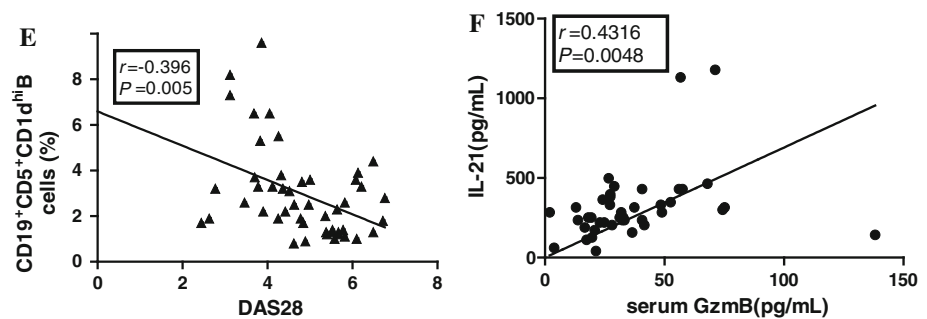 E
r=-0.396
P=0.005
CD19⁺CD5⁺CD1dʰⁱB
cells (%)
8
6
4
2
0
0
2
4
6
8
DAS28
F
r=0.4316
P=0.0048
IL-21(pg/mL)
1500
1000
500
0
0
50
100
150
serum GzmB(pg/mL)